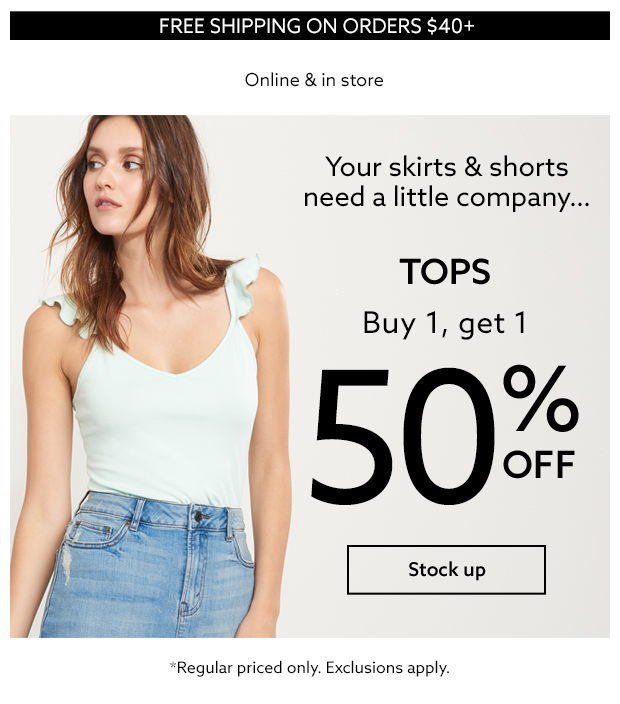 FREE SHIPPING ON ORDERS $40+
Online & in store
Your skirts & shorts
need a little company...
TOPS
Buy 1, get 1
50%
OFF
Stock up
*Regular priced only. Exclusions apply.